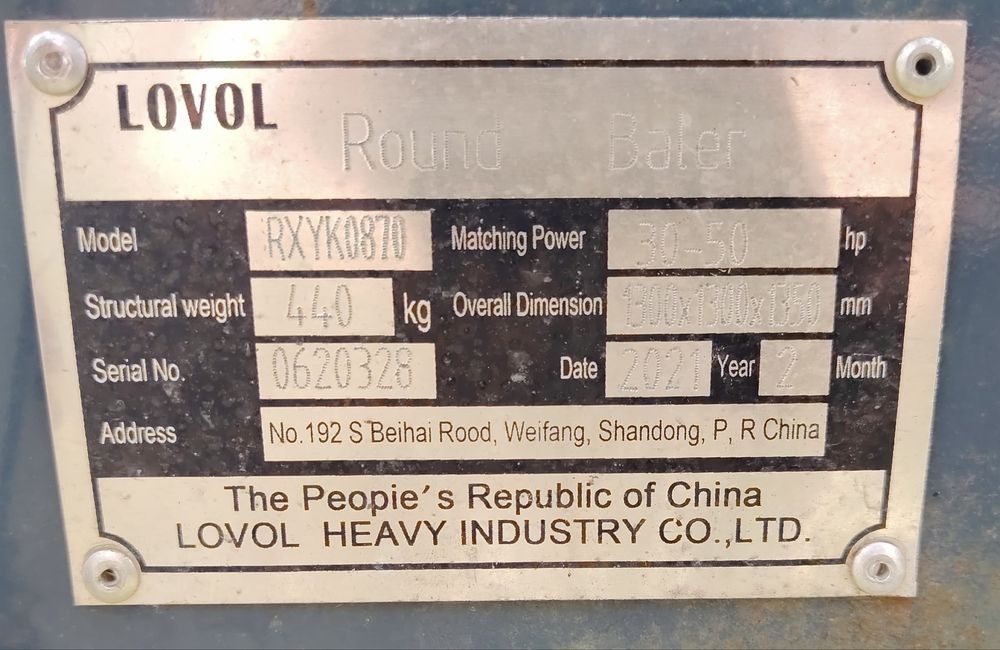 LOVOL
Round Baler
Model RXYK0870 Matching Power 30-50 hp
Structural weight 440 kg Overall Dimension 1300x1300x1350 mm
Serial No. 0620328 Date 2021 Year 2 Month
Address No.192 S Beihai Rood, Weifang, Shandong, P, R China
The Peopie's Republic of China
LOVOL HEAVY INDUSTRY CO.,LTD.